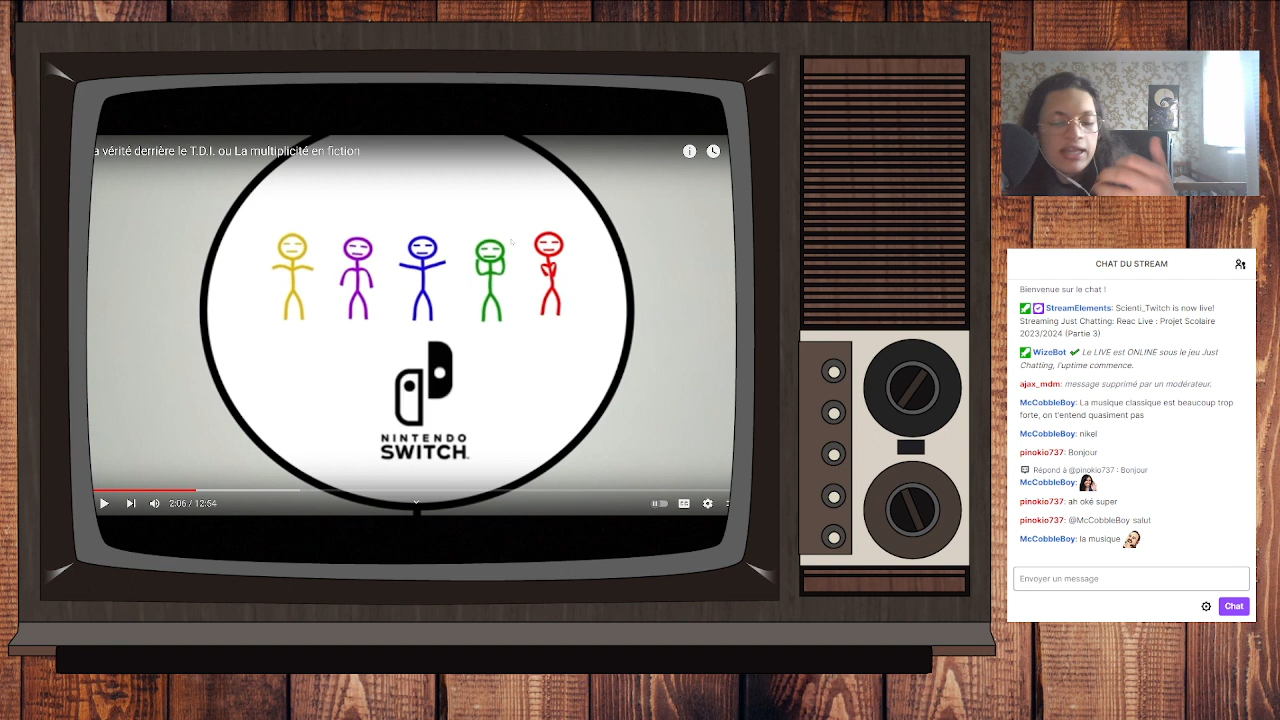 a vérité derrière le T.D.I. ou La multiplicité en fiction
NINTENDO
SWITCH
2:06 / 12:54
CHAT DU STREAM
Bienvenue sur le chat !
StreamElements: Scienti_Twitch is now live!
Streaming Just Chatting: Reac Live : Projet Scolaire
2023/2024 (Partie 3)
WizeBot Le LIVE est ONLINE sous le jeu Just
Chatting, l'uptime commence.
ajax_mdm: message supprimé par un modérateur.
McCobbleBoy: La musique classique est beaucoup trop
forte, on t'entend quasiment pas
McCobbleBoy: nikel
pinokio737: Bonjour
Répond à @pinokio737 : Bonjour
McCobbleBoy:
pinokio737: ah oké super
pinokio737: @McCobbleBoy salut
McCobbleBoy: la musique
Envoyer un message
Chat